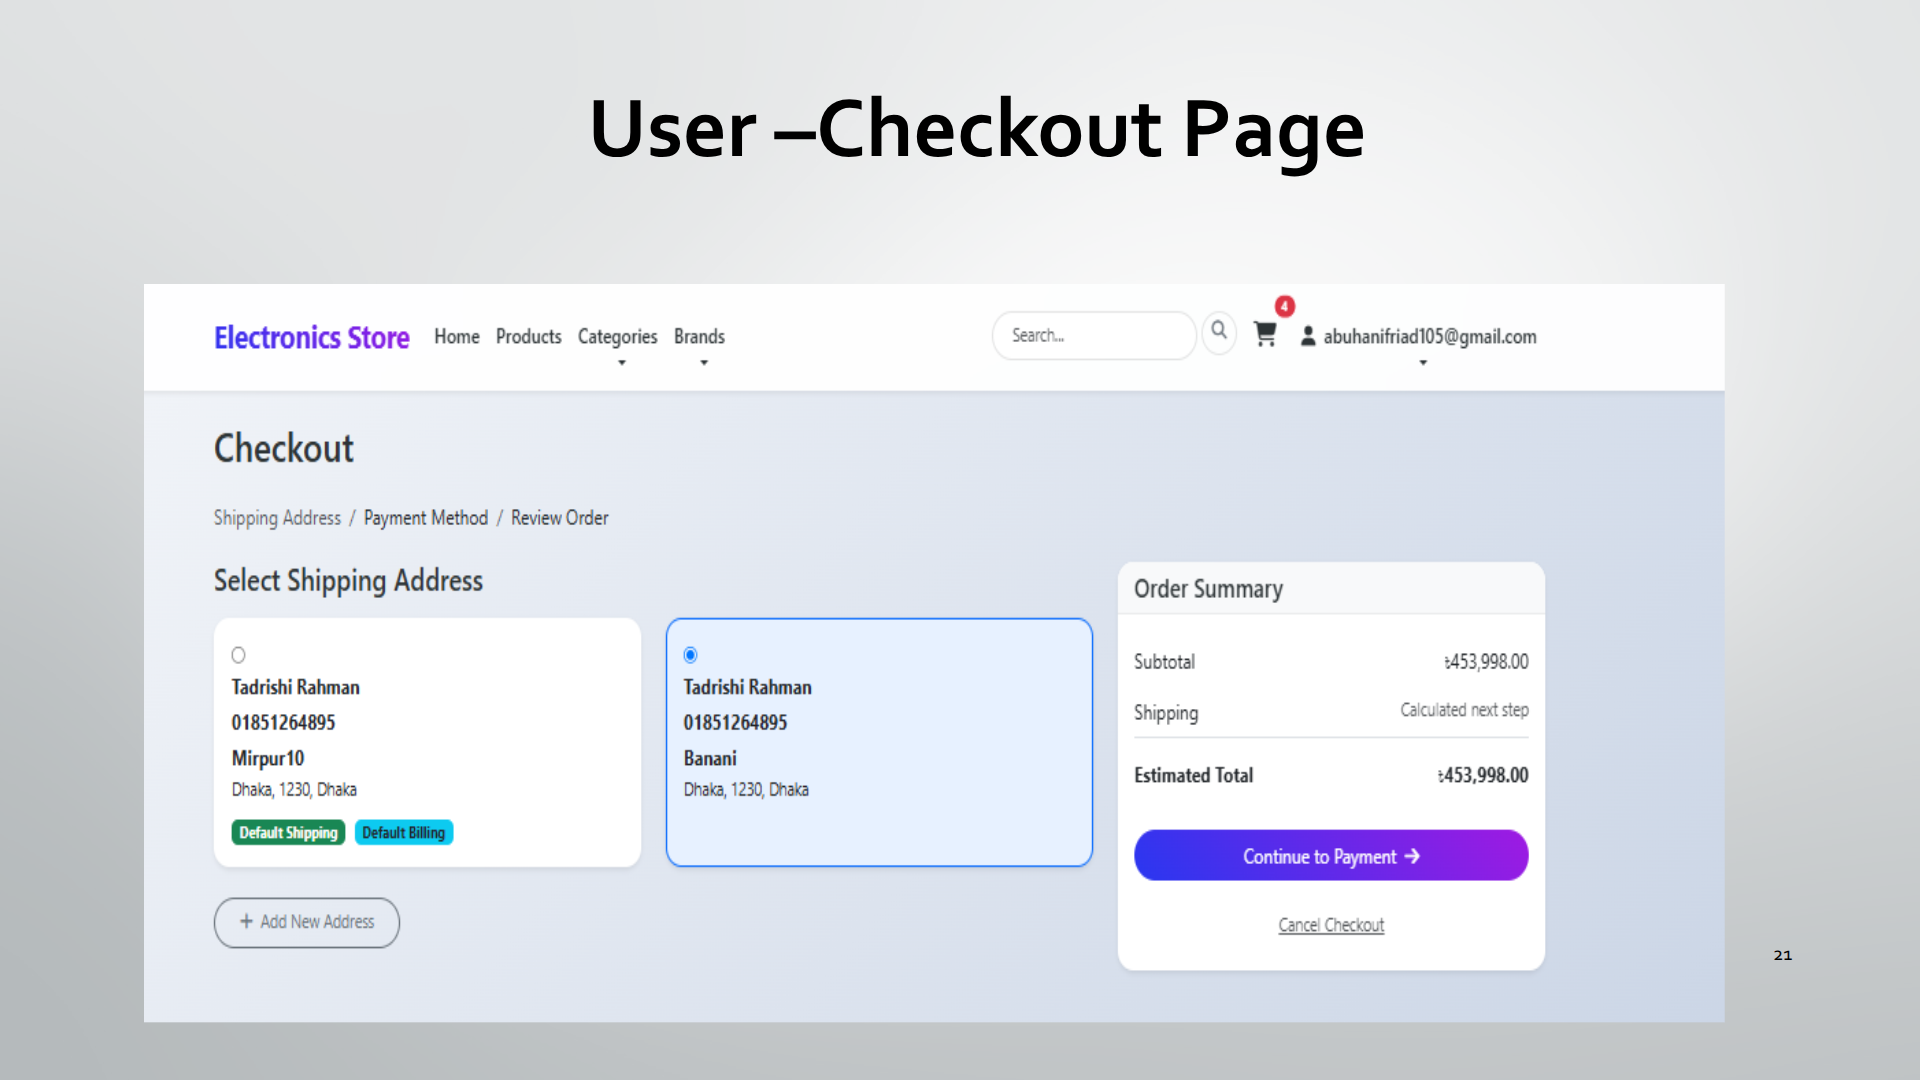 User –Checkout Page
Electronics Store Home Products Categories Brands Search... 4 abuhanifriad105@gmail.com
Checkout
Shipping Address / Payment Method / Review Order
Select Shipping Address
Tadrishi Rahman
01851264895
Mirpur10
Dhaka, 1230, Dhaka
Default Shipping Default Billing
Tadrishi Rahman
01851264895
Banani
Dhaka, 1230, Dhaka
+ Add New Address
Order Summary
Subtotal ৳453,998.00
Shipping Calculated next step
Estimated Total ৳453,998.00
Continue to Payment →
Cancel Checkout
21